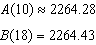 A(10) ≈ 2264.28
B(18) = 2264.43